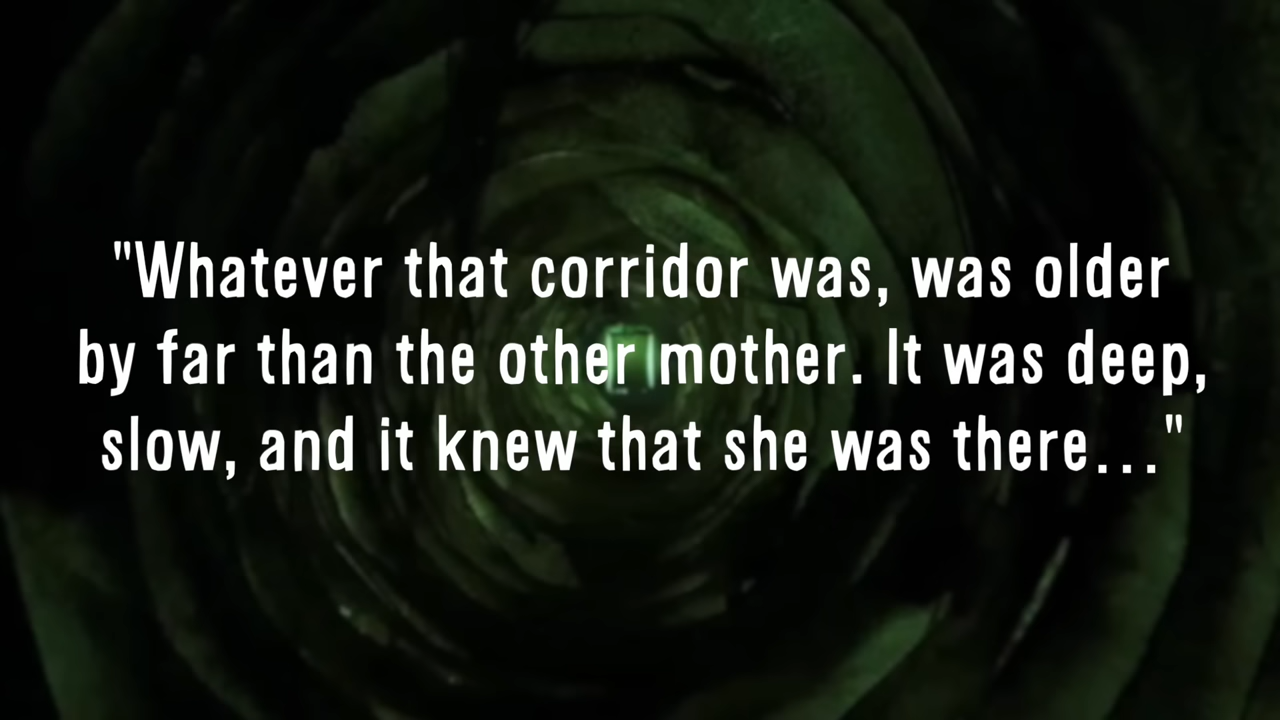 "Whatever that corridor was, was older
by far than the other mother. It was deep,
slow, and it knew that she was there..."